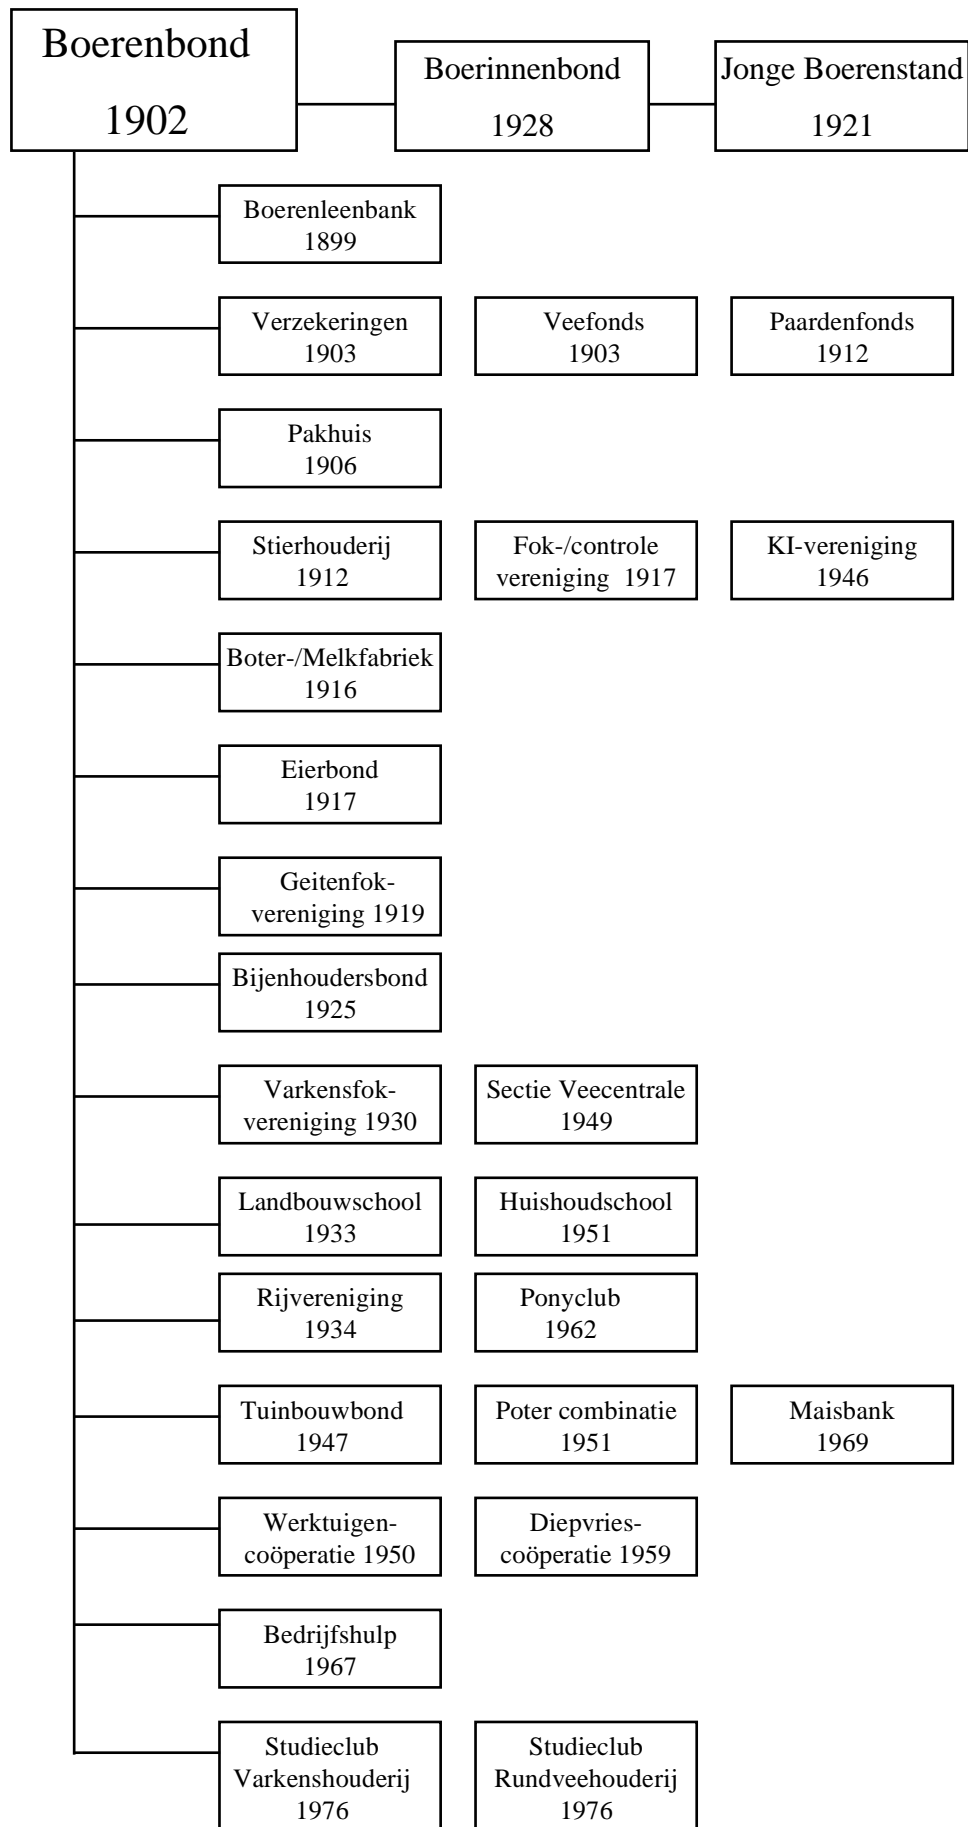 Boerenbond
1902
Boerinnenbond
1928
Jonge Boerenstand
1921
Boerenleenbank
1899
Verzekeringen
1903
Veefonds
1903
Paardenfonds
1912
Pakhuis
1906
Stierhouderij
1912
Fok-/controle
vereniging 1917
KI-vereniging
1946
Boter-/Melkfabriek
1916
Eierbond
1917
Geitenfok-
vereniging 1919
Bijenhoudersbond
1925
Varkensfok-
vereniging 1930
Sectie Veecentrale
1949
Landbouwschool
1933
Huishoudschool
1951
Rijvereniging
1934
Ponyclub
1962
Tuinbouwbond
1947
Poter combinatie
1951
Maisbank
1969
Werktuigen-
coöperatie 1950
Diepvries-
coöperatie 1959
Bedrijfshulp
1967
Studieclub
Varkenshouderij
1976
Studieclub
Rundveehouderij
1976